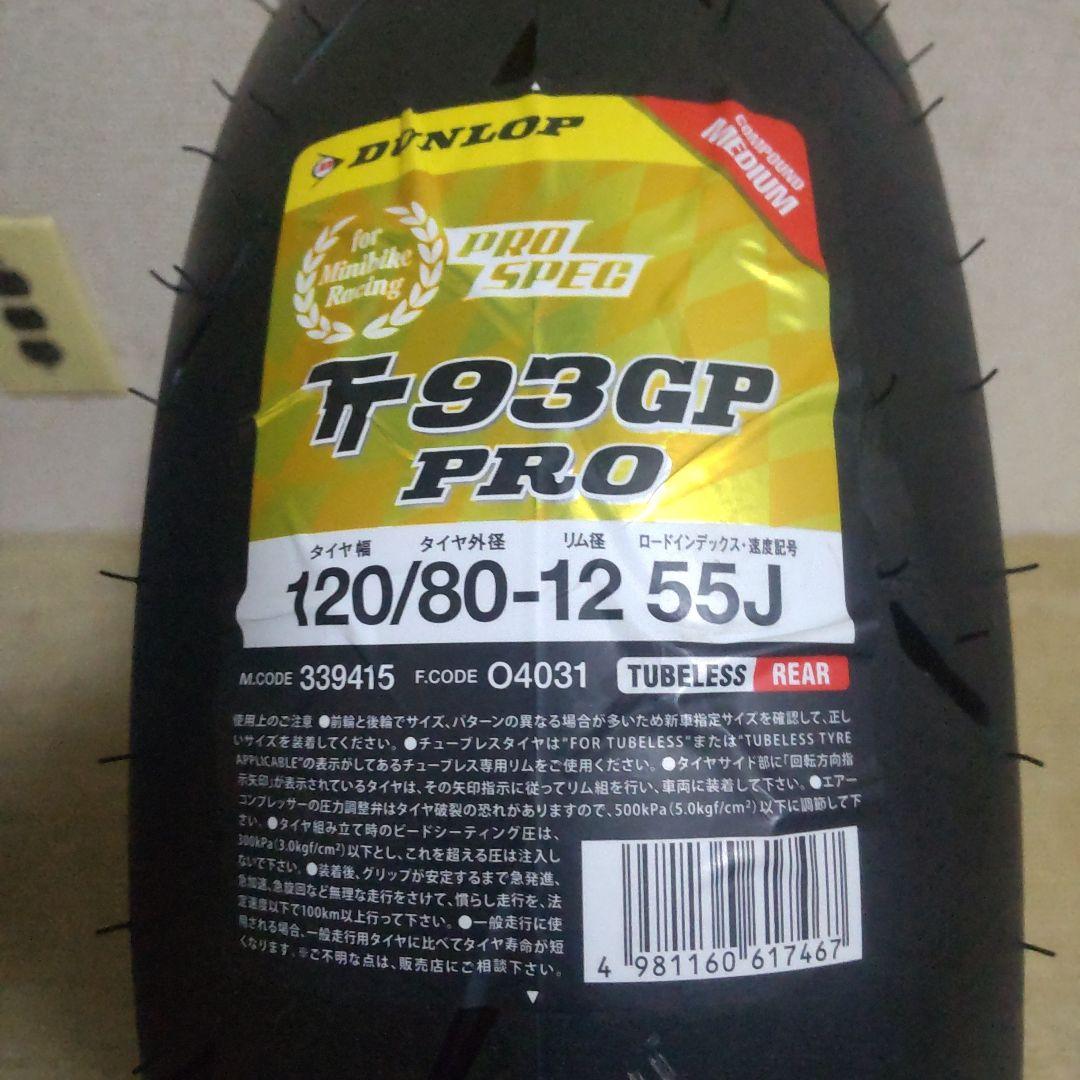 DUNLOP
COMPOUND
MEDIUM
for
Minibike
Racing
PRO
SPEC
TT93GP
PRO
タイヤ幅 タイヤ外径 リム径 ロードインデックス・速度記号
120/80-12 55J
M.CODE 339415 F.CODE O4031 TUBELESS REAR
使用上のご注意 ●前輪と後輪でサイズ、パターンの異なる場合が多いため新車指定サイズを確認して、正し
いサイズを装着してください。●チューブレスタイヤは"FOR TUBELESS"または"TUBELESS TYRE
APPLICABLE"の表示がしてあるチューブレス専用リムをご使用ください。●タイヤサイド部に「回転方向指
示矢印」が表示されているタイヤは、その矢印指示に従ってリム組を行い、車両に装着して下さい。●エアー
コンプレッサーの圧力調整弁はタイヤ破裂の恐れがありますので、500kPa(5.0kgf/cm²)以下に調節して下
さい。●タイヤ組み立て時のビードシーティング圧は、
300kPa(3.0kgf/cm²)以下とし、これを超える圧は注入し
ないで下さい。●装着後、グリップが安定するまで急発進、
急加速、急旋回など無理な走行をさけて、慣らし走行を、法
定速度以下で100km以上行って下さい。●一般走行に使
用される場合、一般走行用タイヤに比べてタイヤ寿命が短
くなります。※ご不明な点は、販売店にご相談下さい。
4 981160 617467